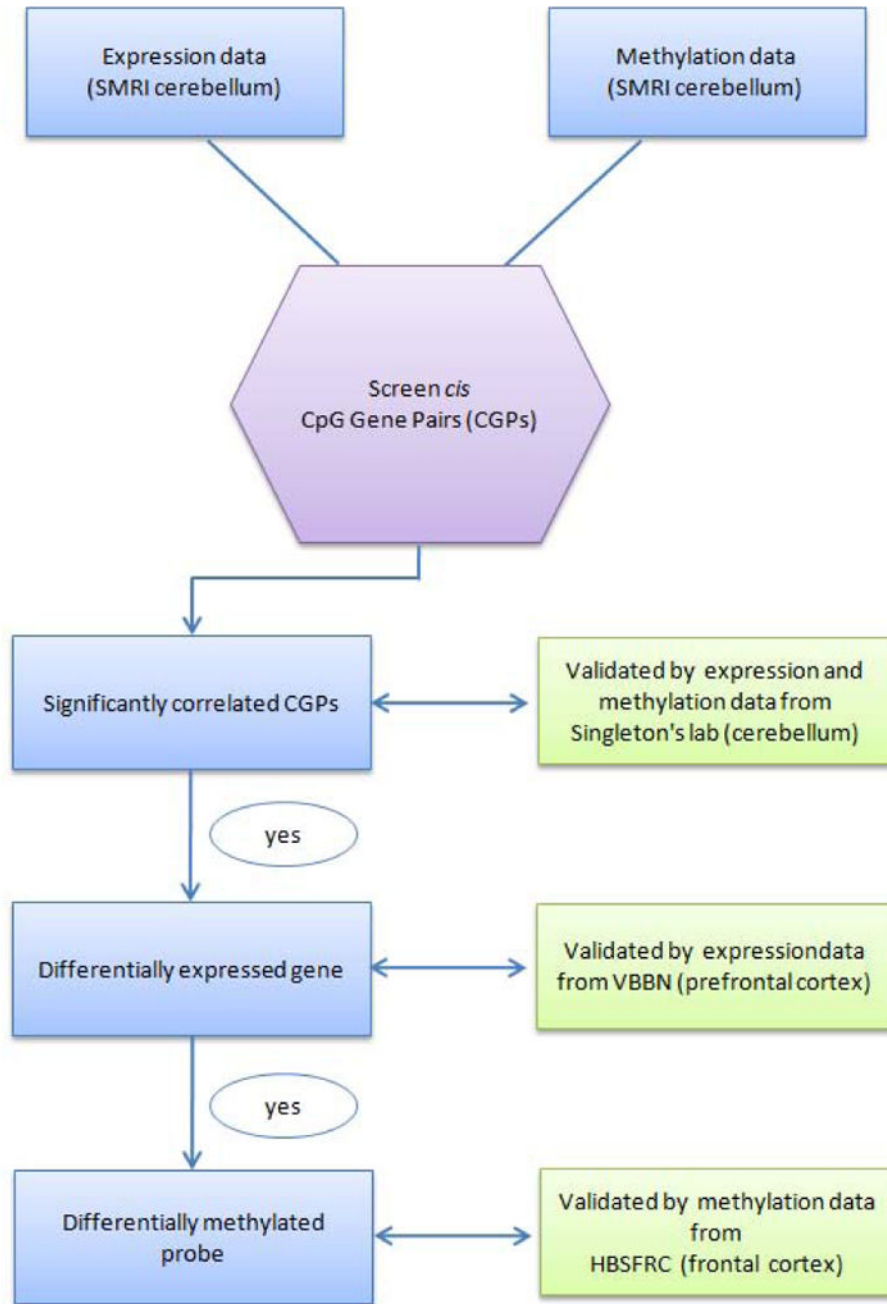 Expression data
(SMRI cerebellum)
Methylation data
(SMRI cerebellum)
Screen cis
CpG Gene Pairs (CGPs)
Significantly correlated CGPs
Validated by expression and
methylation data from
Singleton's lab (cerebellum)
yes
Differentially expressed gene
Validated by expressiondata
from VBBN (prefrontal cortex)
yes
Differentially methylated
probe
Validated by methylation data
from
HBSFRC (frontal cortex)